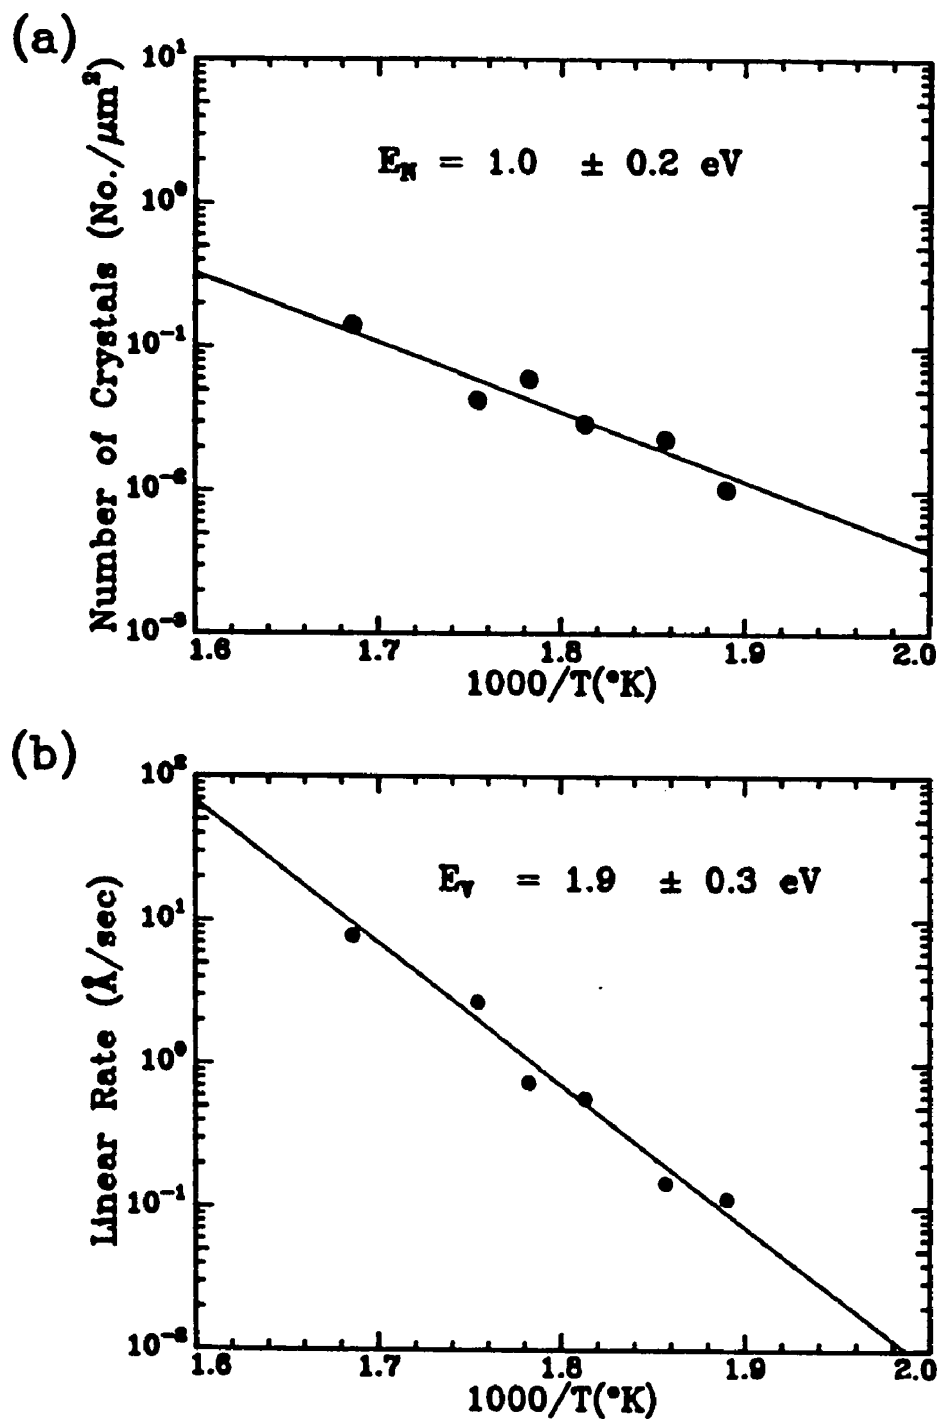 (a)
10¹
10⁰
10⁻¹
10⁻²
10⁻³
Number of Crystals (No./μm²)
E_N = 1.0 ± 0.2 eV
1.6 1.7 1.8 1.9 2.0
1000/T(°K)
(b)
10²
10¹
10⁰
10⁻¹
10⁻²
Linear Rate (Å/sec)
E_V = 1.9 ± 0.3 eV
1.6 1.7 1.8 1.9 2.0
1000/T(°K)